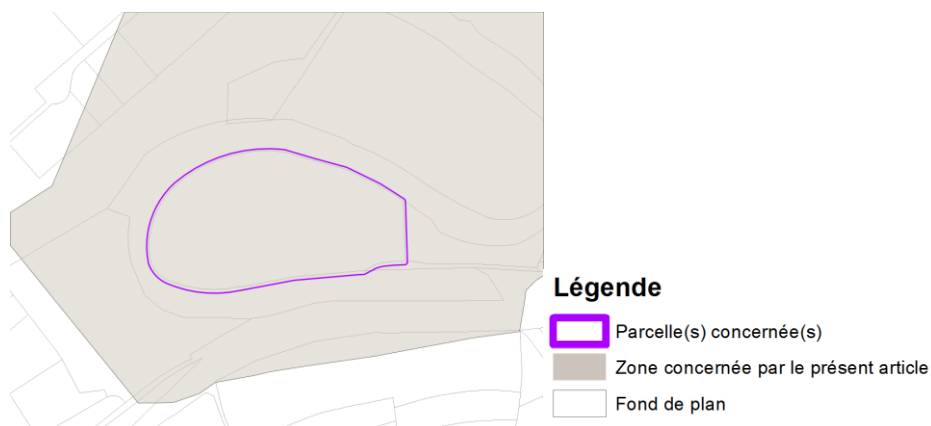 Légende
Parcelle(s) concernée(s)
Zone concernée par le présent article
Fond de plan